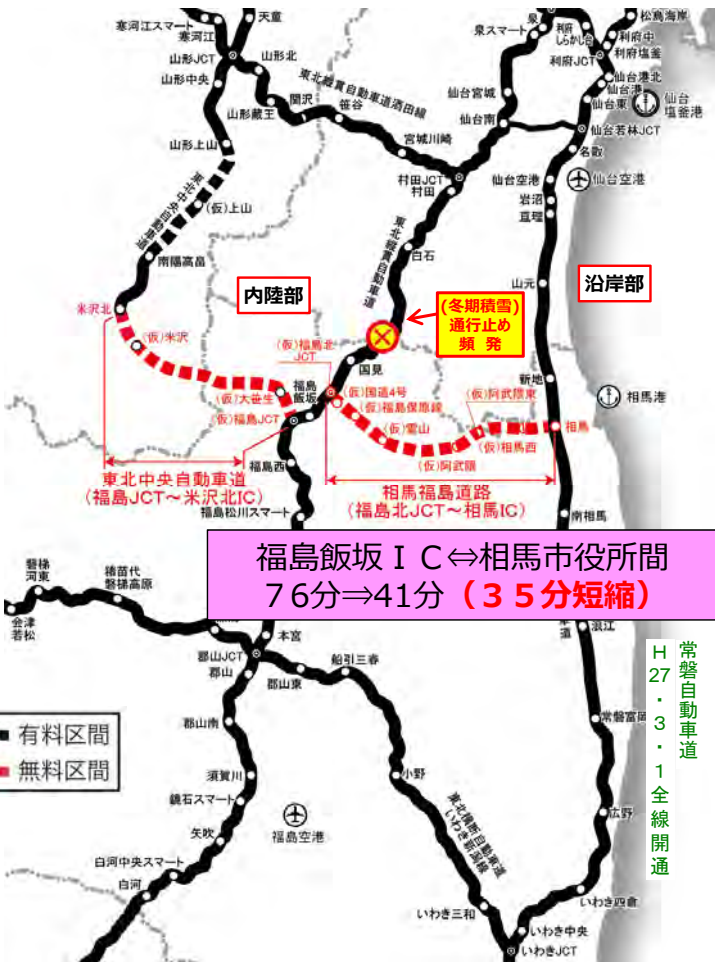 寒河江スマート
寒河江
天童
山形JCT
山形北
山形中央
関沢
笹谷
山形蔵王
東北縦貫自動車道酒田線
宮城川崎
山形上山
東北中央自動車道
(仮)上山
南陽高畠
米沢北
(仮)米沢
泉
泉スマート
利府
しらかし台
松島海岸
利府中
利府塩釜
利府JCT
仙台港北
仙台港
仙台東
仙台
塩釜港
仙台宮城
仙台南
仙台若林JCT
名取
村田JCT
村田
仙台空港
仙台空港
岩沼
亘理
東北縦貫自動車道
白石
山元
内陸部
沿岸部
(冬期積雪)
通行止め
頻 発
(仮)福島北
JCT
国見
新地
相馬港
福島
飯坂
(仮)大笹生
(仮)国道4号
(仮)福島保原線
(仮)霊山
(仮)阿武隈東
相馬
(仮)相馬西
(仮)阿武隈
(仮)福島JCT
東北中央自動車道
(福島JCT～米沢北IC)
福島西
相馬福島道路
(福島北JCT～相馬IC)
福島松川スマート
南相馬
福島飯坂ＩＣ⇔相馬市役所間
７6分⇒41分（３５分短縮）
磐梯
河東
猪苗代
磐梯高原
会津
若松
本宮
郡山JCT
郡山
郡山東
船引三春
浪江
常磐自動車道
H27・3・1全線開通
常磐富岡
有料区間
無料区間
郡山南
須賀川
鏡石スマート
小野
福島空港
矢吹
東北横断自動車道
いわき新潟線
広野
白河中央スマート
白河
いわき三和
いわき四倉
いわき中央
いわきJCT